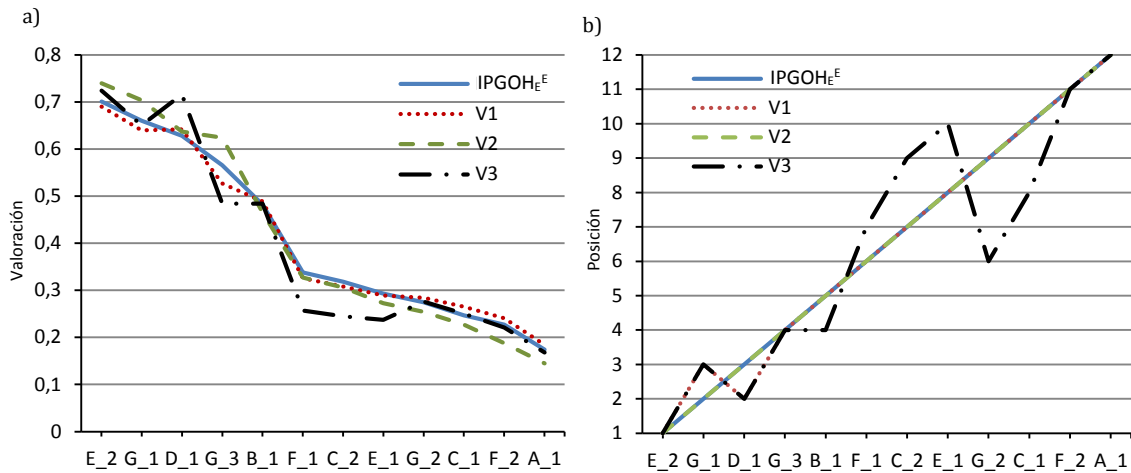 a)
0,8
0,7
0,6
0,5
0,4
0,3
0,2
0,1
0
Valoración
IPGOH_E^E
V1
V2
V3
E_2 G_1 D_1 G_3 B_1 F_1 C_2 E_1 G_2 C_1 F_2 A_1
b)
12
11
10
9
8
7
6
5
4
3
2
1
Posición
IPGOH_E^E
V1
V2
V3
E_2 G_1 D_1 G_3 B_1 F_1 C_2 E_1 G_2 C_1 F_2 A_1